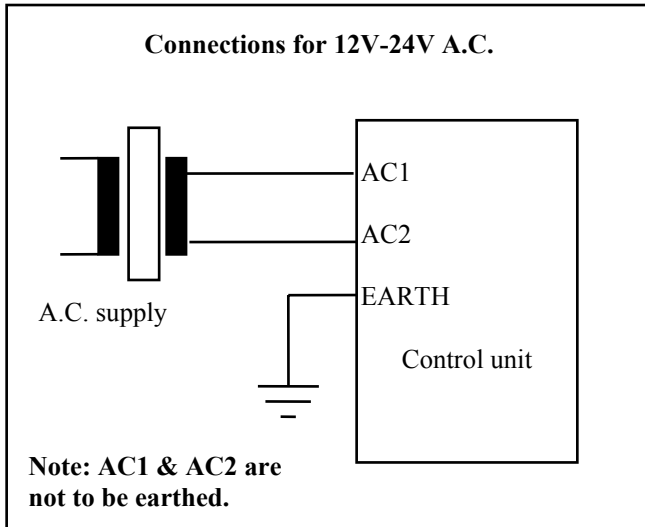 Connections for 12V-24V A.C.
AC1
AC2
EARTH
A.C. supply
Control unit
Note: AC1 & AC2 are
not to be earthed.